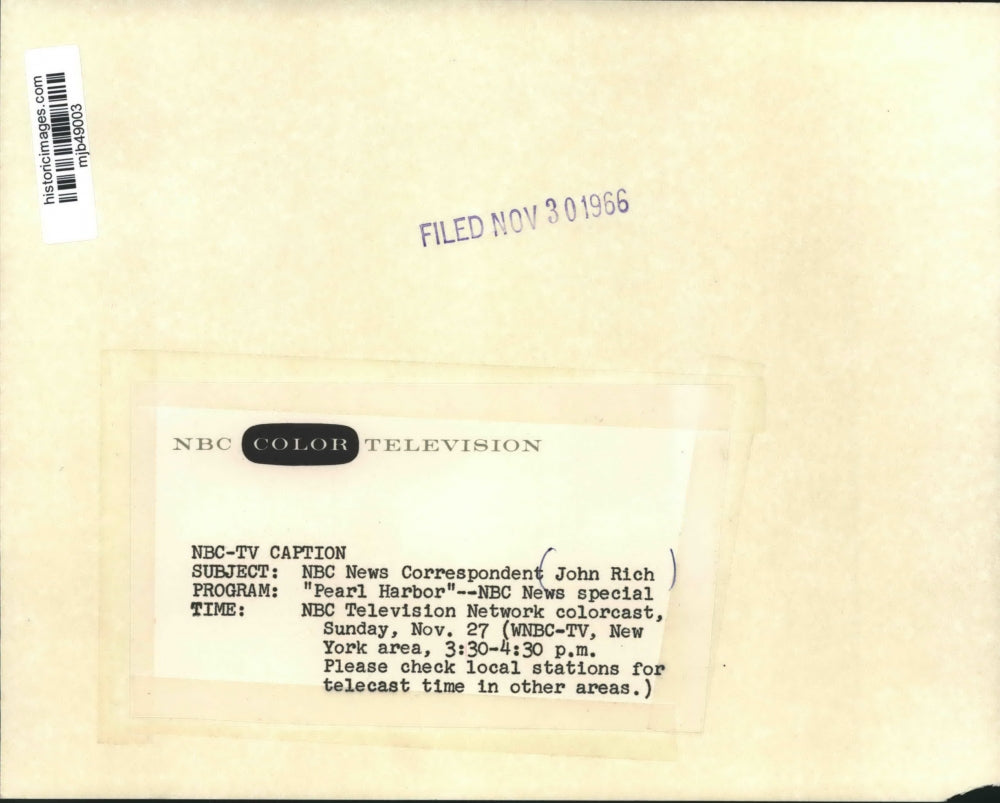 historicimages.com
mjb49003
FILED NOV 30 1966
NBC COLOR TELEVISION
NBC-TV CAPTION
SUBJECT: NBC News Correspondent (John Rich)
PROGRAM: "Pearl Harbor"--NBC News special
TIME: NBC Television Network colorcast,
Sunday, Nov. 27 (WNBC-TV, New
York area, 3:30-4:30 p.m.
Please check local stations for
telecast time in other areas.)